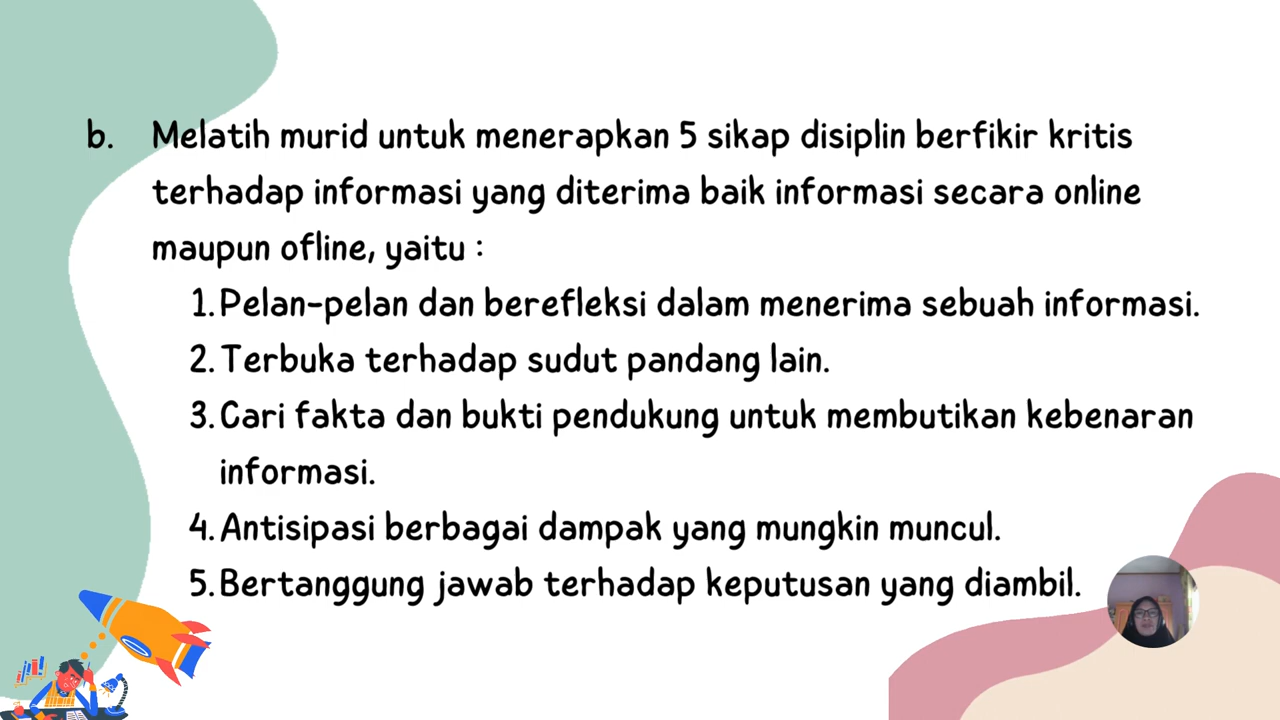 b. Melatih murid untuk menerapkan 5 sikap disiplin berfikir kritis
terhadap informasi yang diterima baik informasi secara online
maupun ofline, yaitu :
1. Pelan-pelan dan berefleksi dalam menerima sebuah informasi.
2. Terbuka terhadap sudut pandang lain.
3. Cari fakta dan bukti pendukung untuk membutikan kebenaran
informasi.
4. Antisipasi berbagai dampak yang mungkin muncul.
5. Bertanggung jawab terhadap keputusan yang diambil.